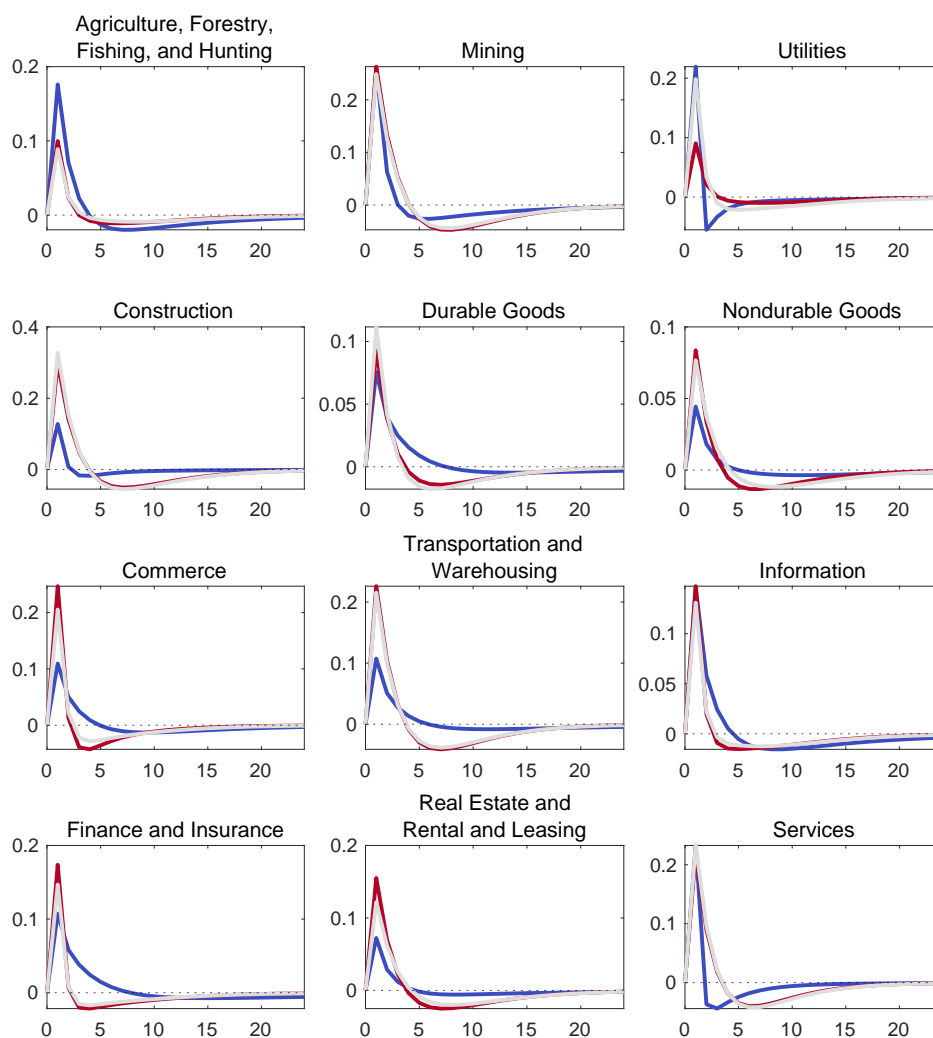 Agriculture, Forestry,
Fishing, and Hunting
0.2
0.1
0
0 5 10 15 20
Mining
0.2
0.1
0
0 5 10 15 20
Utilities
0.2
0.1
0
0 5 10 15 20
Construction
0.4
0.2
0
0 5 10 15 20
Durable Goods
0.1
0.05
0
0 5 10 15 20
Nondurable Goods
0.1
0.05
0
0 5 10 15 20
Commerce
0.2
0.1
0
0 5 10 15 20
Transportation and
Warehousing
0.2
0.1
0
0 5 10 15 20
Information
0.1
0.05
0
0 5 10 15 20
Finance and Insurance
0.2
0.1
0
0 5 10 15 20
Real Estate and
Rental and Leasing
0.2
0.1
0
0 5 10 15 20
Services
0.2
0.1
0
0 5 10 15 20